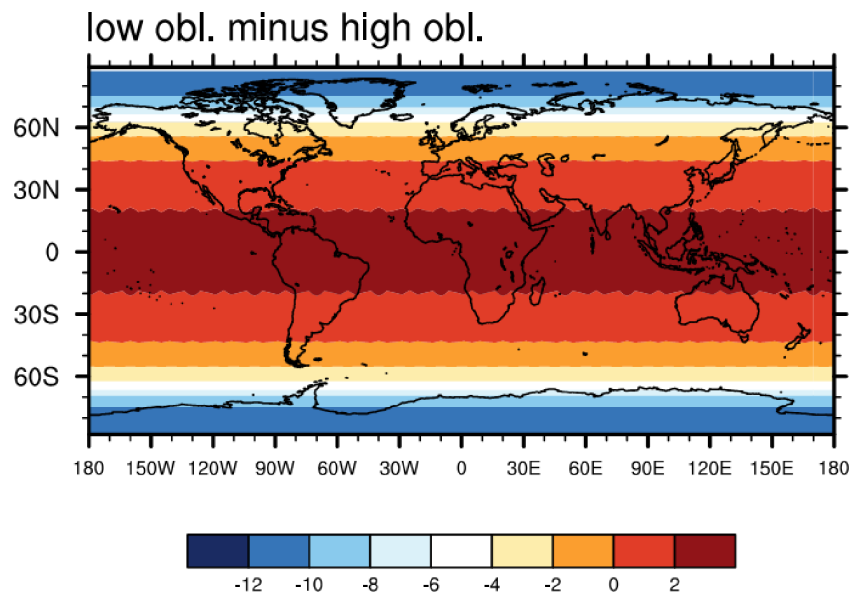 low obl. minus high obl.
60N
30N
0
30S
60S
180 150W 120W 90W 60W 30W 0 30E 60E 90E 120E 150E 180
-12 -10 -8 -6 -4 -2 0 2